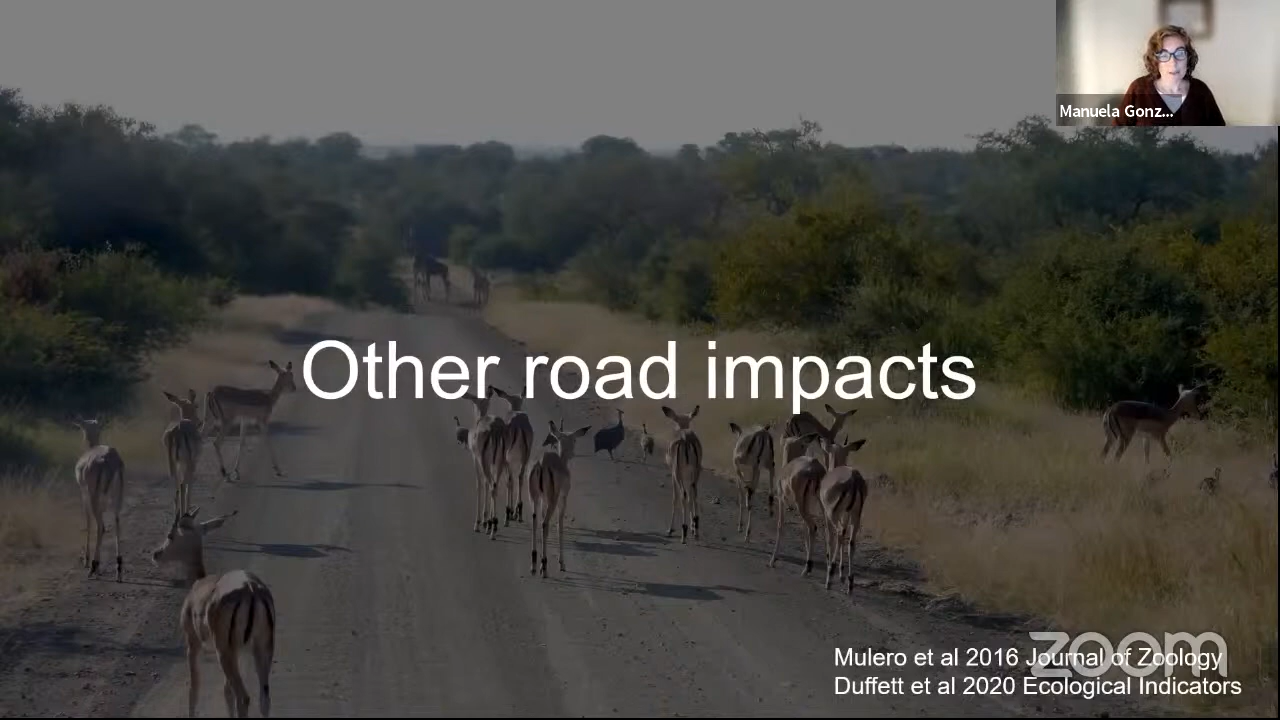 Manuela Gonz...
Other road impacts
zoom
Mulero et al 2016 Journal of Zoology
Duffett et al 2020 Ecological Indicators